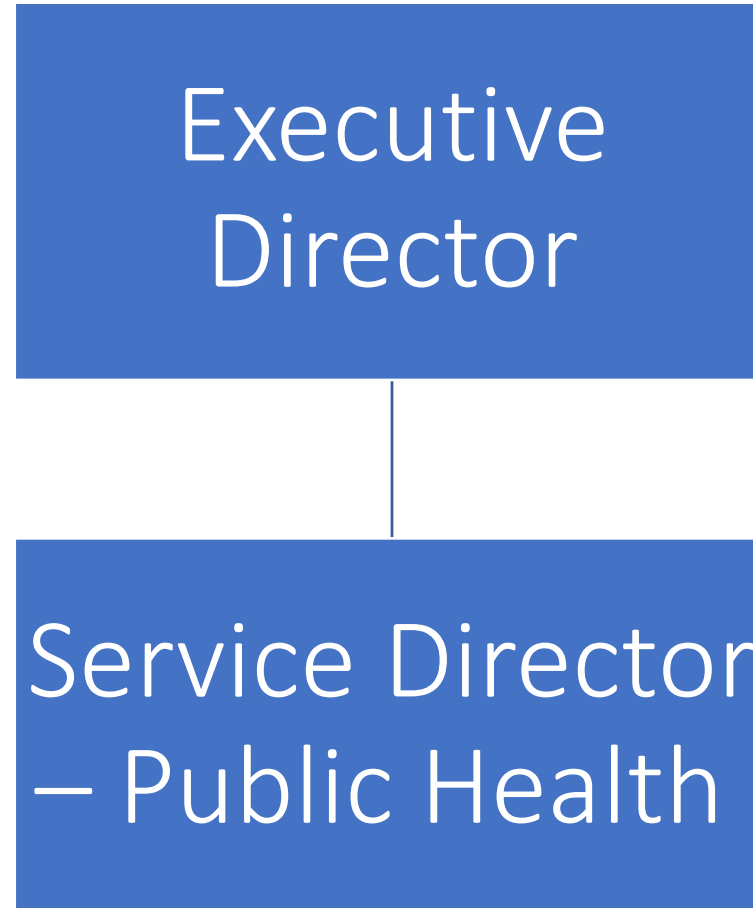 Executive
Director
Service Director
– Public Health